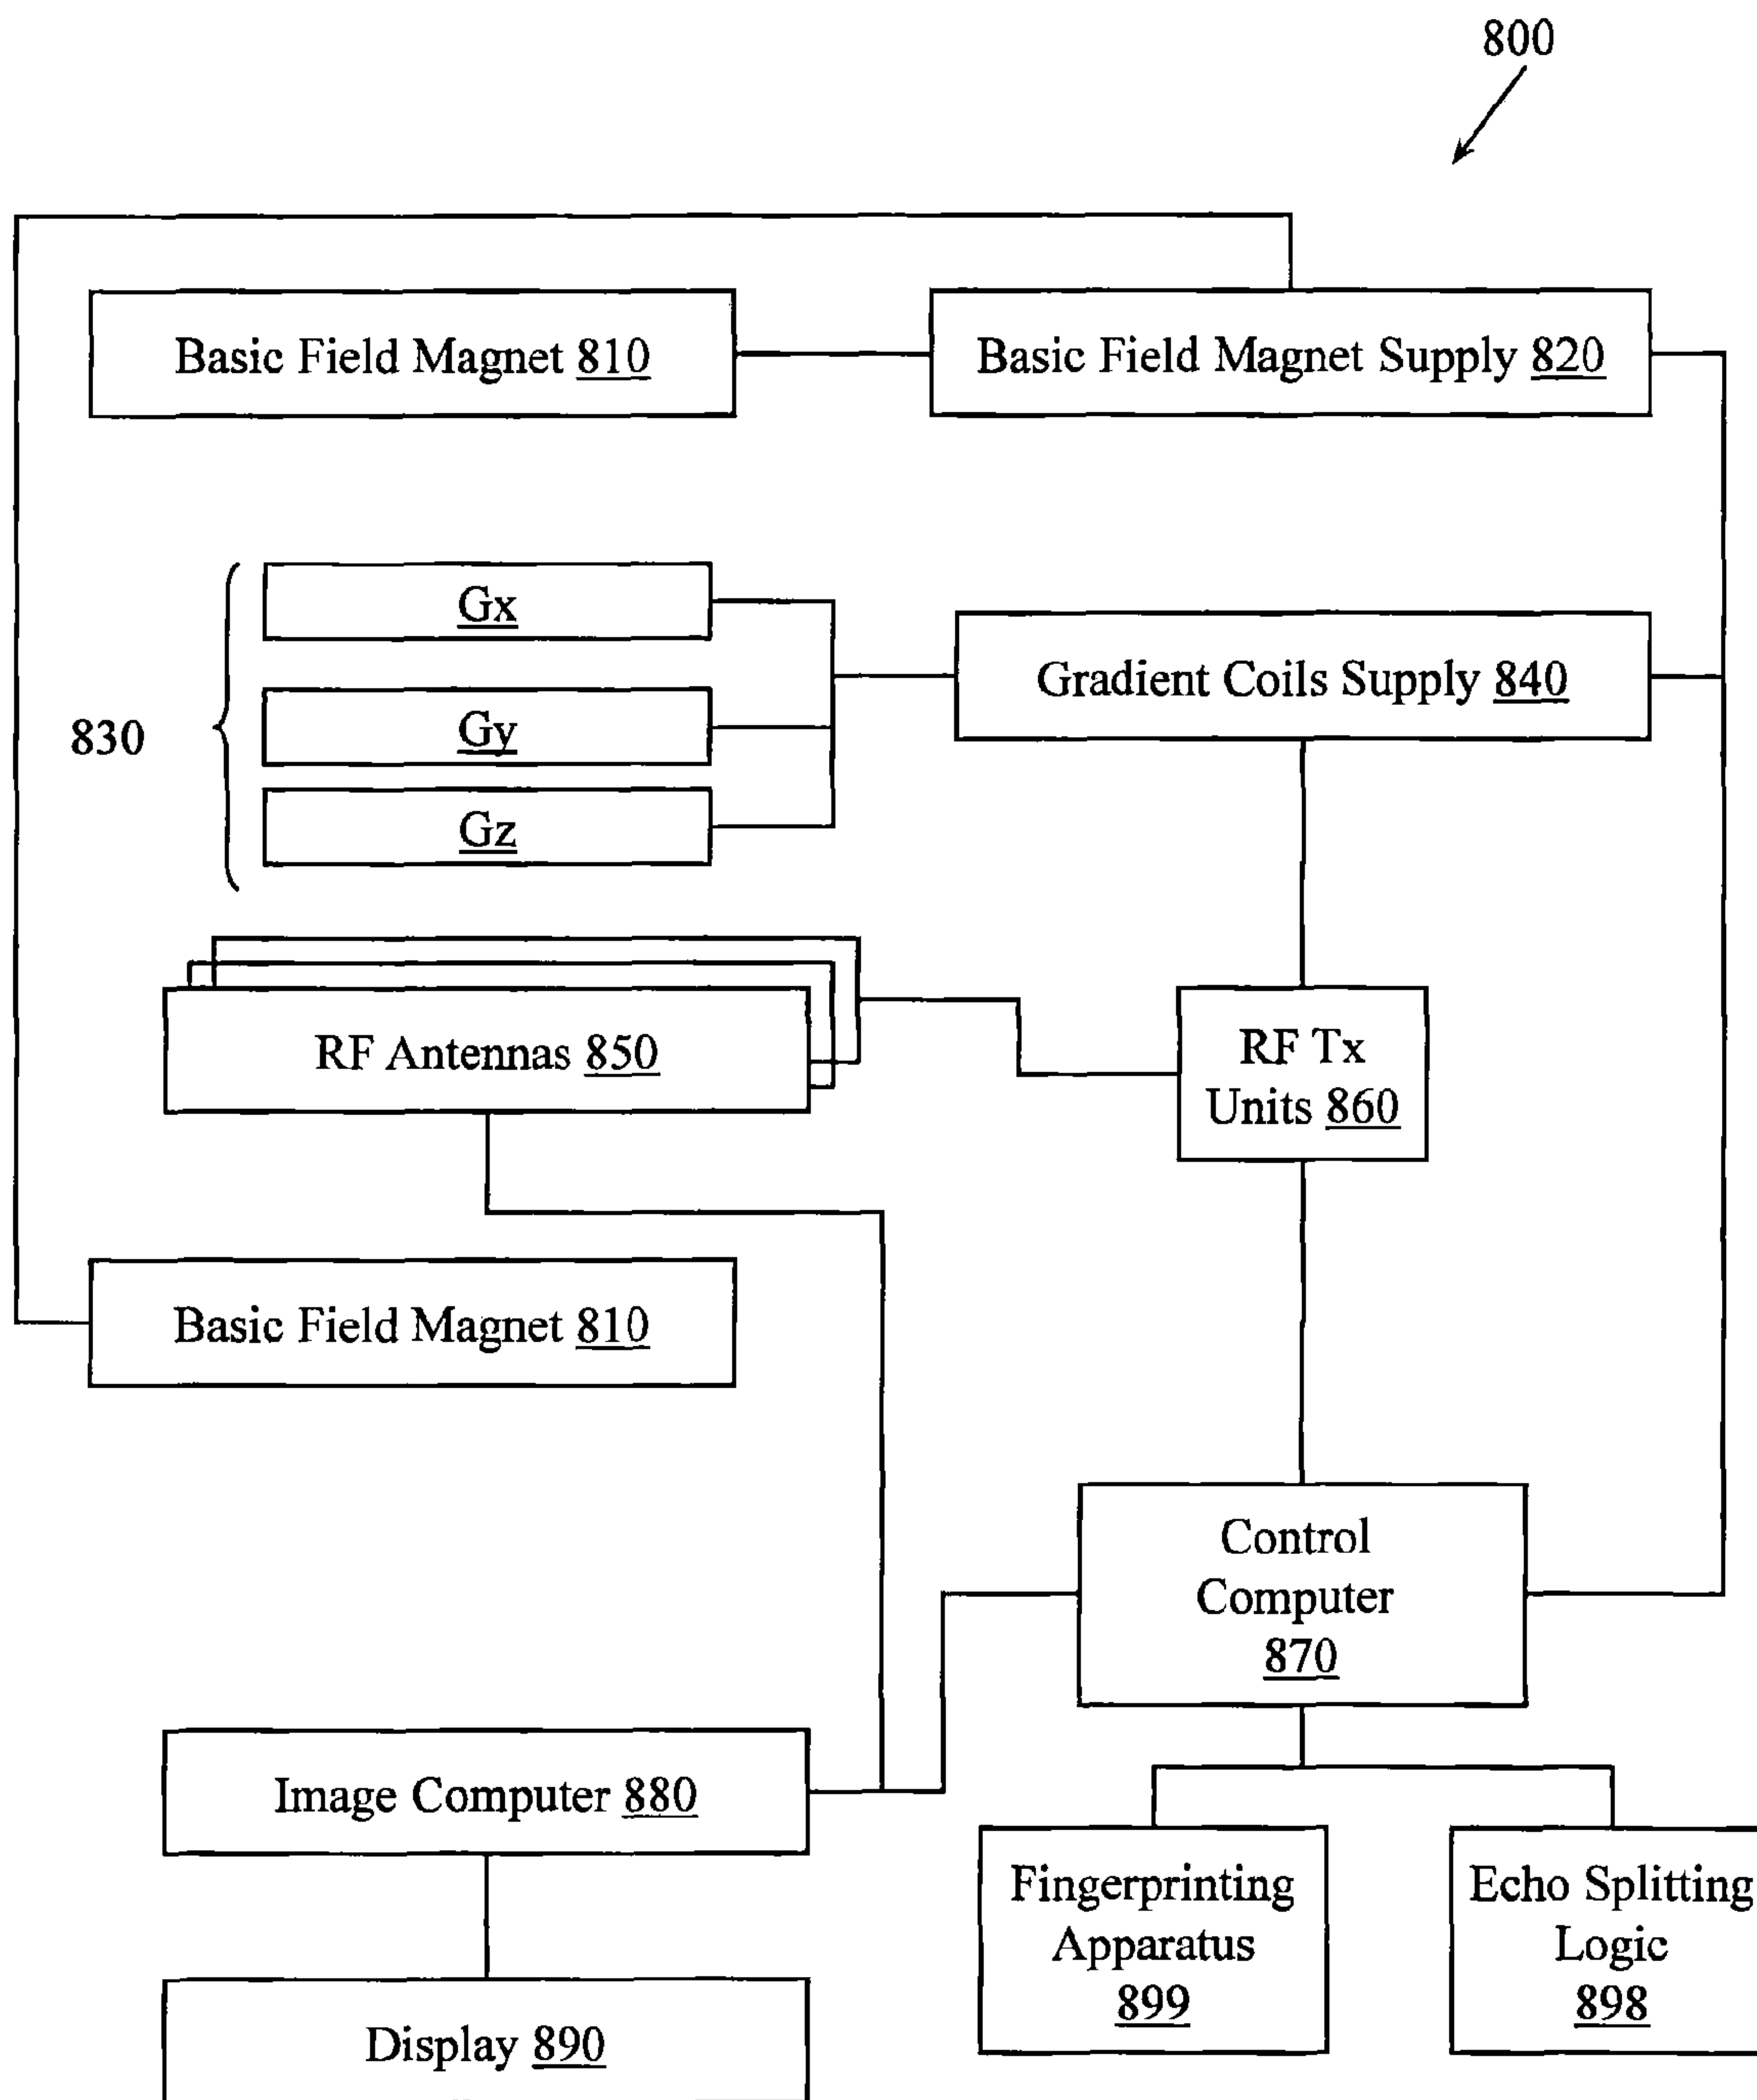 800
Basic Field Magnet 810
Basic Field Magnet Supply 820
Gx
Gy
Gz
830
Gradient Coils Supply 840
RF Antennas 850
RF Tx
Units 860
Basic Field Magnet 810
Control
Computer
870
Image Computer 880
Fingerprinting
Apparatus
899
Echo Splitting
Logic
898
Display 890